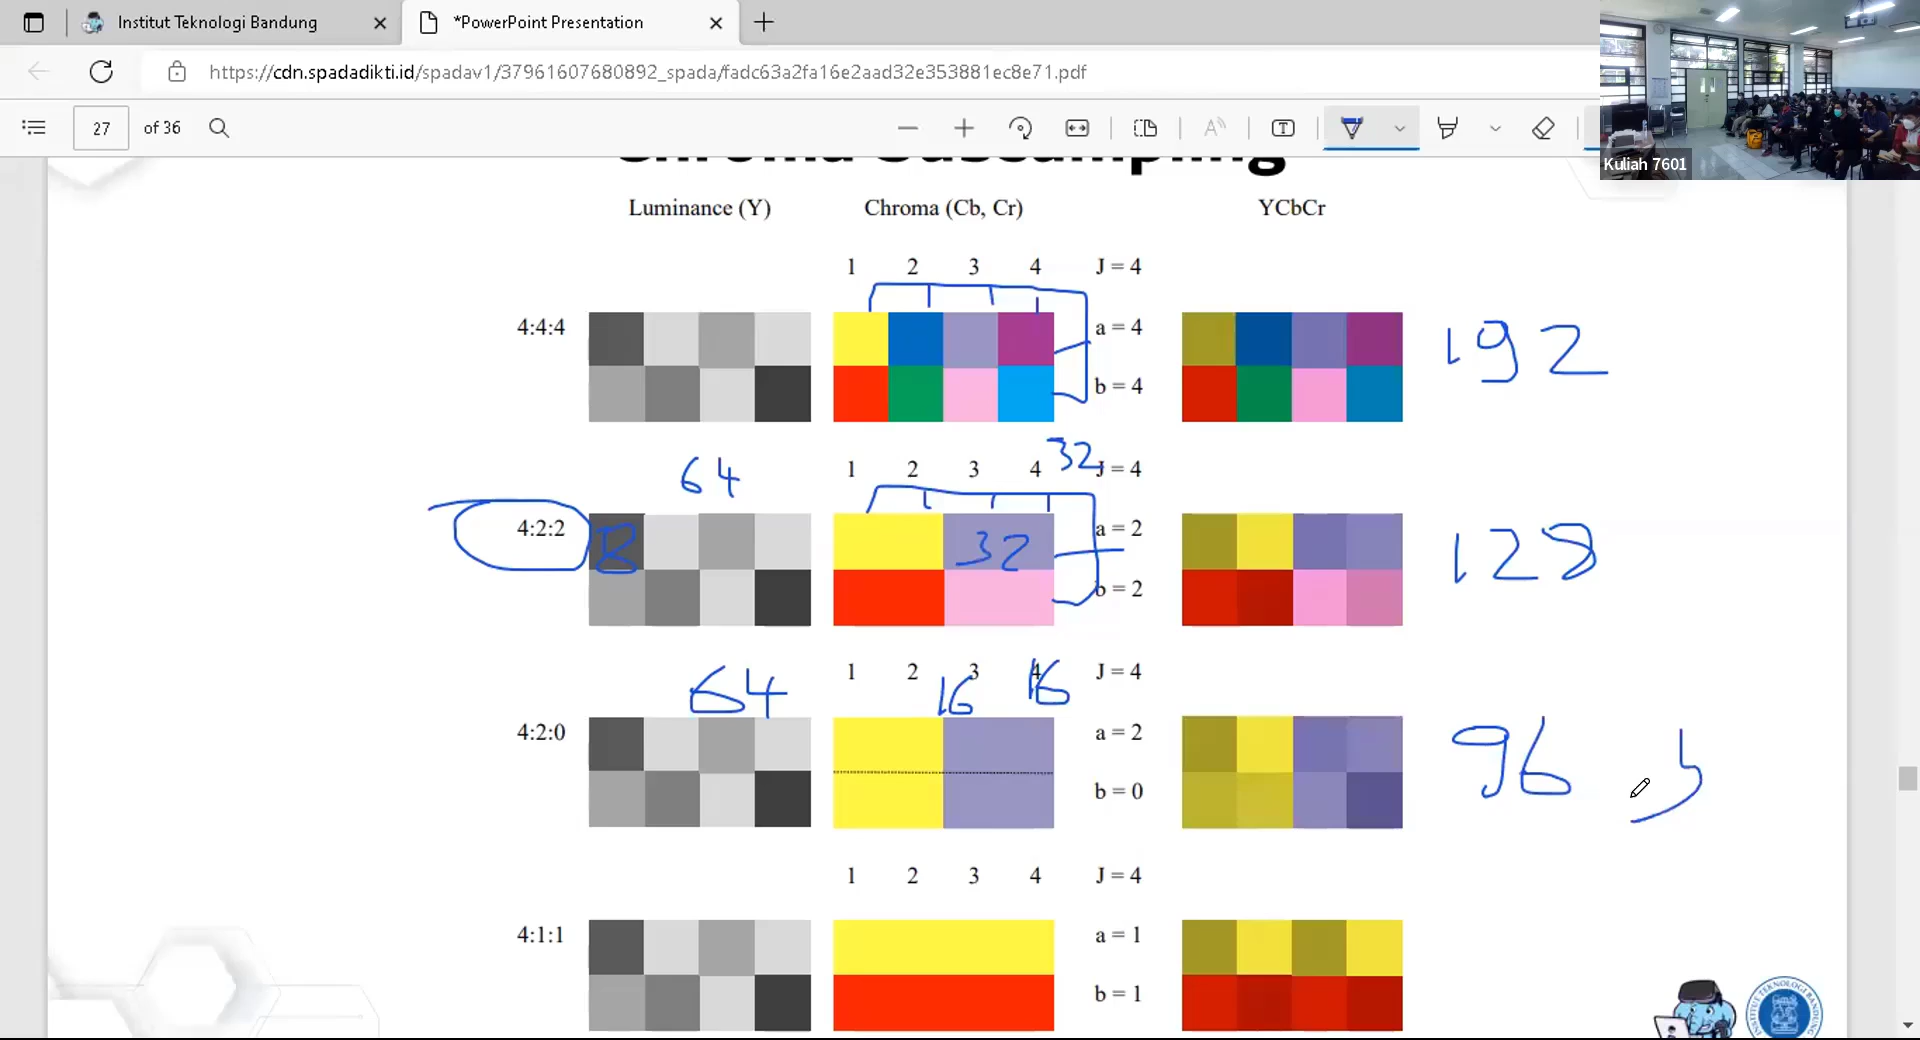 Institut Teknologi Bandung
*PowerPoint Presentation
https://cdn.spadadikti.id/spadav1/37961607680892_spada/fadc63a2fa16e2aad32e353881ec8e71.pdf
27 of 36
Kuliah 7601
Luminance (Y) Chroma (Cb, Cr) YCbCr
1 2 3 4 J = 4
4:4:4 a = 4 192
b = 4
64 1 2 3 4 32 J = 4
4:2:2 B 32 a = 2 128
b = 2
64 1 2 3 4 J = 4
16 16
4:2:0 a = 2 96
b = 0
1 2 3 4 J = 4
4:1:1 a = 1
b = 1
INSTITUT TEKNOLOGI BANDUNG